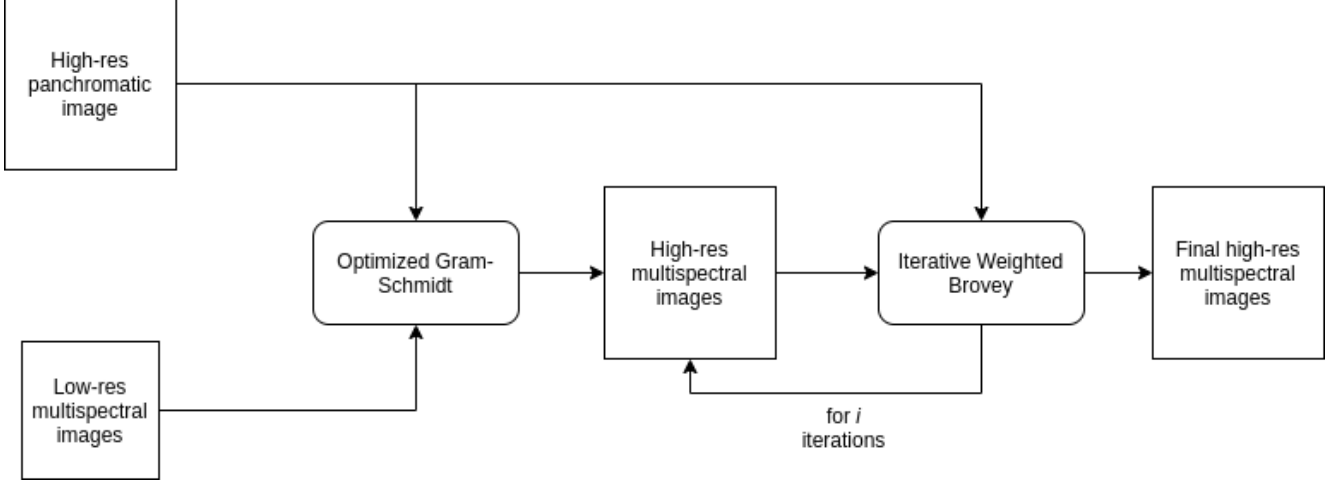 High-res
panchromatic
image
Optimized Gram-
Schmidt
High-res
multispectral
images
Iterative Weighted
Brovey
Final high-res
multispectral
images
Low-res
multispectral
images
for i
iterations